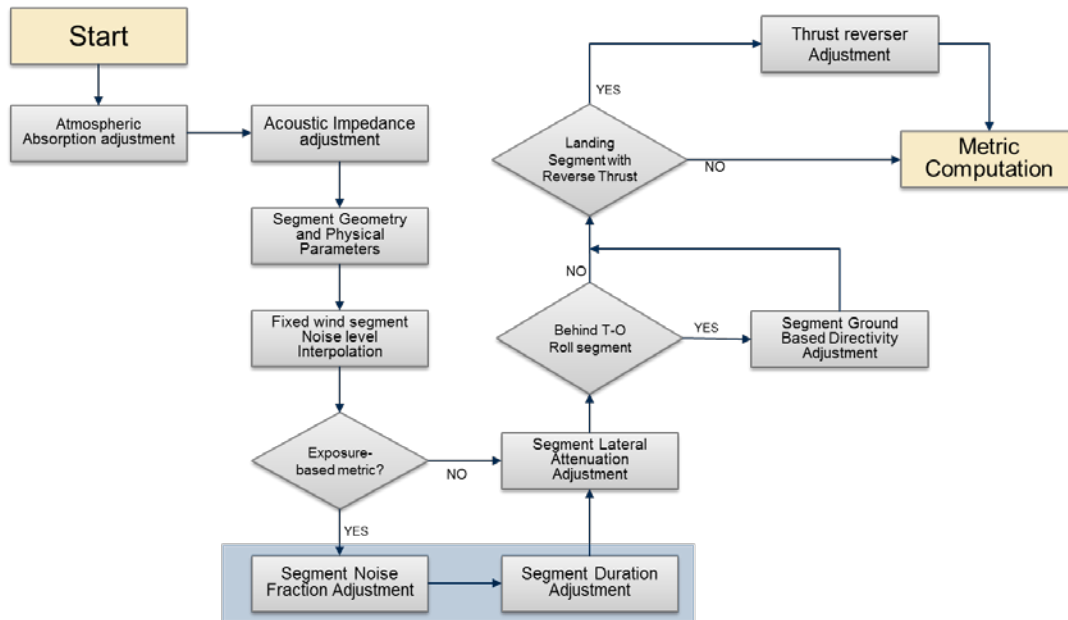 Start
Atmospheric
Absorption adjustment
Acoustic Impedance
adjustment
Segment Geometry
and Physical
Parameters
Fixed wind segment
Noise level
Interpolation
Exposure-
based metric?
NO
YES
Segment Noise
Fraction Adjustment
Segment Duration
Adjustment
Segment Lateral
Attenuation
Adjustment
Behind T-O
Roll segment
YES
NO
Segment Ground
Based Directivity
Adjustment
Landing
Segment with
Reverse Thrust
YES
NO
Thrust reverser
Adjustment
Metric
Computation